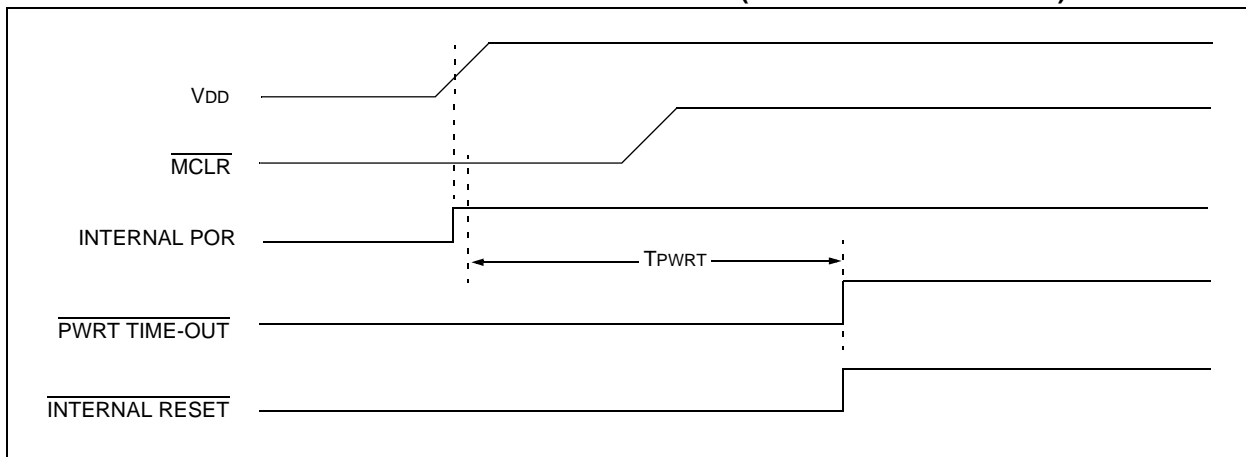 VDD
MCLR
INTERNAL POR
TPWRT
PWRT TIME-OUT
INTERNAL RESET